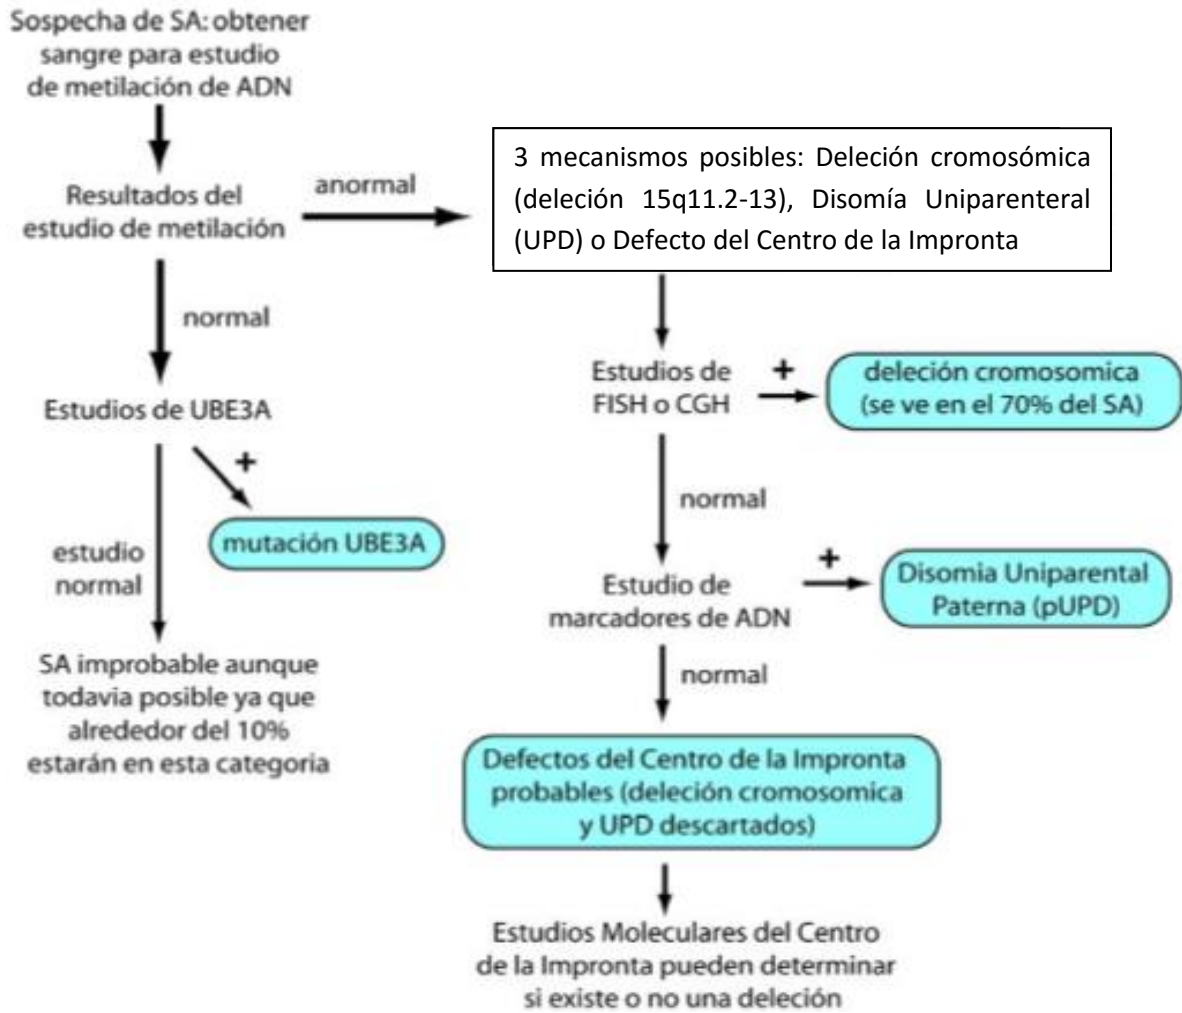 Sospecha de SA: obtener
sangre para estudio
de metilación de ADN
Resultados del
estudio de metilación
anormal
3 mecanismos posibles: Deleción cromosómica
(deleción 15q11.2-13), Disomía Uniparenteral
(UPD) o Defecto del Centro de la Impronta
normal
Estudios de UBE3A
+
mutación UBE3A
estudio
normal
SA improbable aunque
todavia posible ya que
alrededor del 10%
estarán en esta categoria
Estudios de
FISH o CGH
+
deleción cromosomica
(se ve en el 70% del SA)
normal
Estudio de
marcadores de ADN
+
Disomia Uniparental
Paterna (pUPD)
normal
Defectos del Centro de la Impronta
probables (deleción cromosomica
y UPD descartados)
Estudios Moleculares del Centro
de la Impronta pueden determinar
si existe o no una deleción